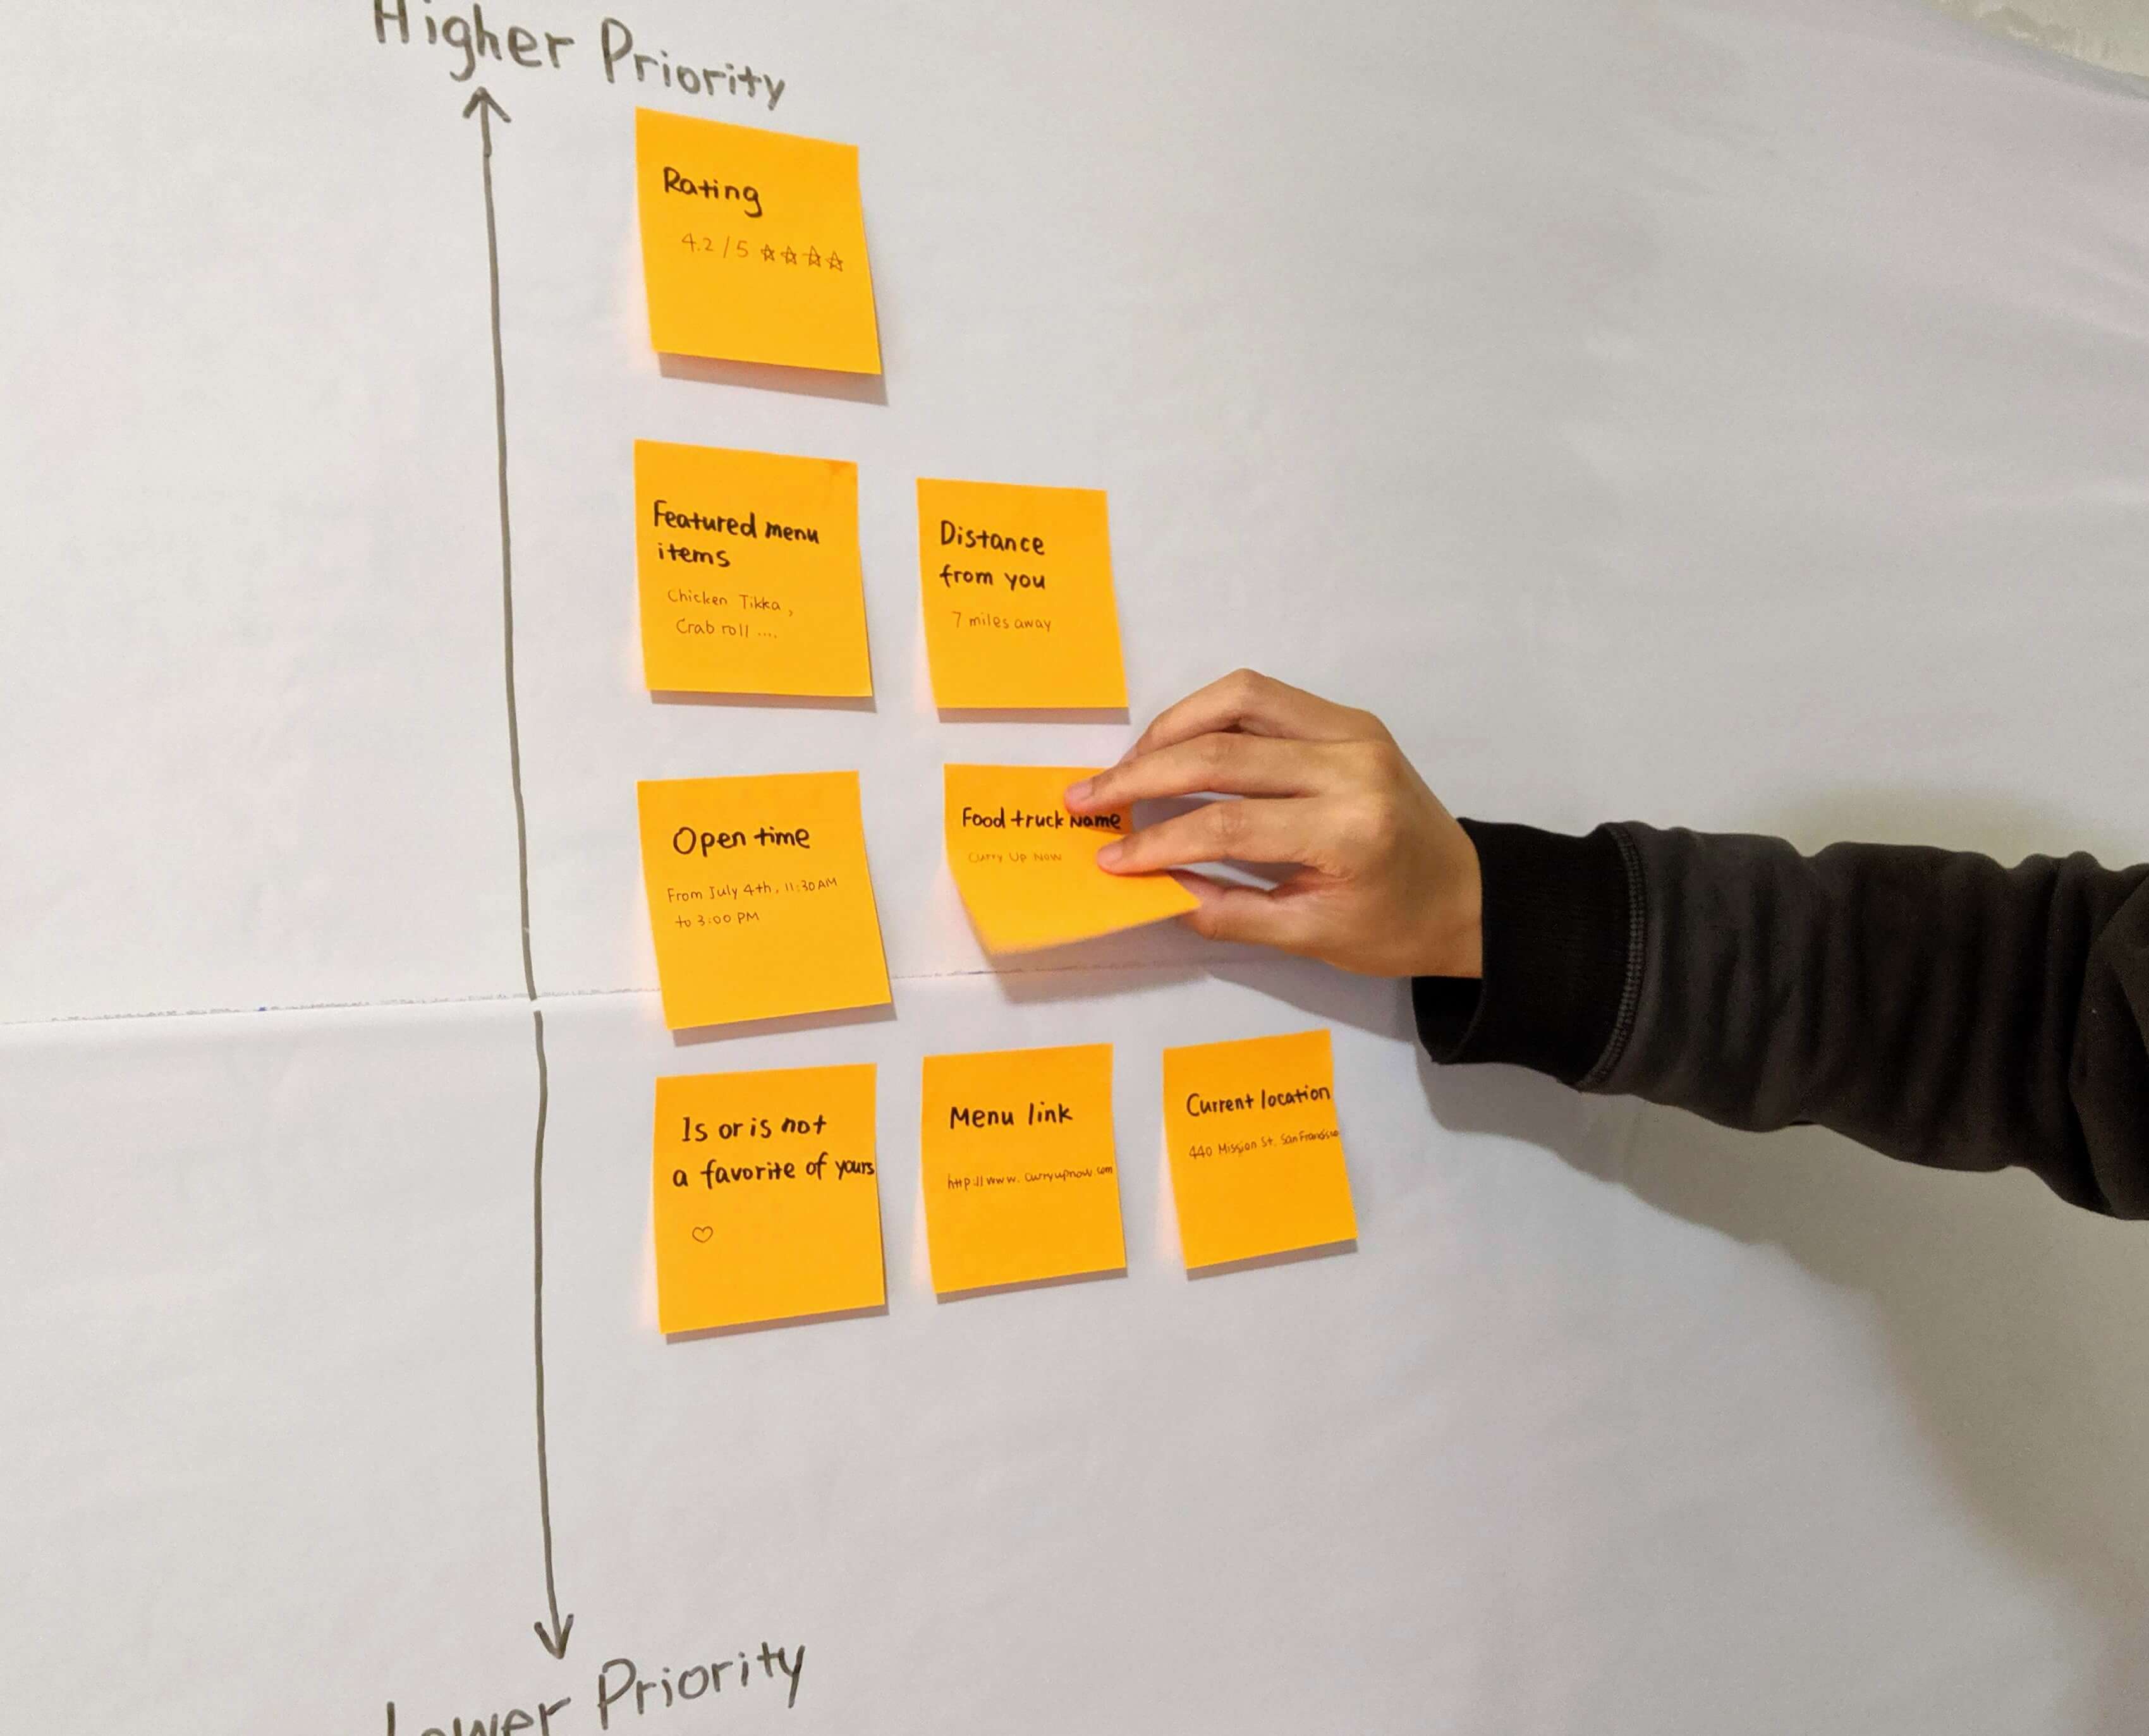 Higher Priority
Rating
4.2/5 ☆☆☆☆
Featured menu
items
Chicken Tikka,
Crab roll ....
Distance
from you
7 miles away
Open time
From July 4th, 11:30AM
to 3:00 PM
Food truck Name
Curry Up Now
Is or is not
a favorite of yours
♡
Menu link
http://www.curryupnow.com
Current location
440 Mission St. San Francisco
Lower Priority